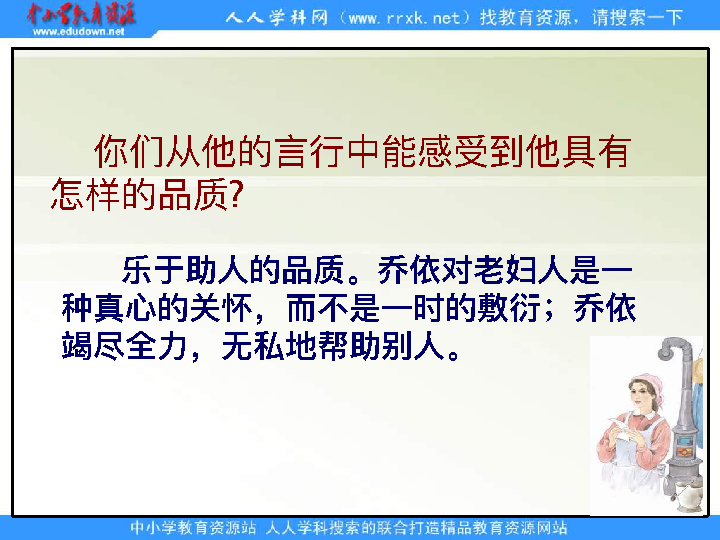 中小学教育资源
www.edudown.net
人人学科网（www.rrxk.net）找教育资源，请搜索一下
你们从他的言行中能感受到他具有
怎样的品质？
乐于助人的品质。乔依对老妇人是一
种真心的关怀，而不是一时的敷衍；乔依
竭尽全力，无私地帮助别人。
中小学教育资源站 人人学科搜索的联合打造精品教育资源网站